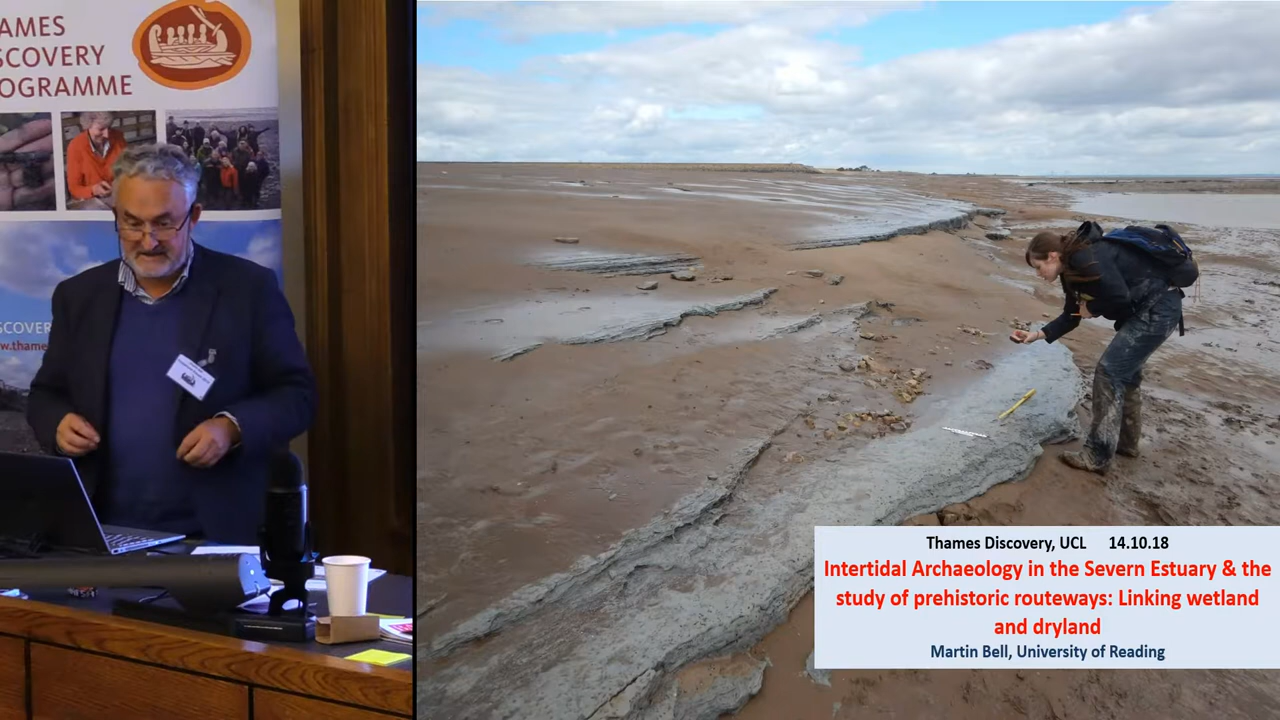 AMES
SCOVERY
OGRAMME
SCOVER
w.thame
Thames Discovery, UCL 14.10.18
Intertidal Archaeology in the Severn Estuary & the
study of prehistoric routeways: Linking wetland
and dryland
Martin Bell, University of Reading